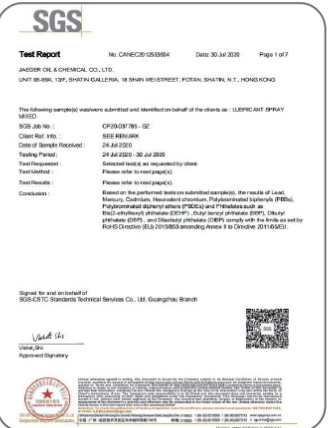 SGS
Test Report No. CANEC2012539804 Date: 30 Jul 2020 Page 1 of 7
JAEGER OIL & CHEMICAL CO., LTD.
UNIT 08-09A, 13/F, SHATIN GALLERIA, 18 SHAN MEI STREET, FOTAN, SHATIN, N.T., HONG KONG
The following sample(s) was/were submitted and identified on behalf of the clients as : LUBRICANT SPRAY
MIXED
SGS Job No. : CP20-037785 - GZ
Client Ref. Info. : SEE REMARK
Date of Sample Received : 24 Jul 2020
Testing Period : 24 Jul 2020 - 30 Jul 2020
Test Requested : Selected test(s) as requested by client.
Test Method : Please refer to next page(s).
Test Results : Please refer to next page(s).
Conclusion : Based on the performed tests on submitted sample(s), the results of Lead,
Mercury, Cadmium, Hexavalent chromium, Polybrominated biphenyls (PBBs),
Polybrominated diphenyl ethers (PBDEs) and Phthalates such as
Bis(2-ethylhexyl) phthalate (DEHP), Butyl benzyl phthalate (BBP), Dibutyl
phthalate (DBP), and Diisobutyl phthalate (DIBP) comply with the limits as set by
RoHS Directive (EU) 2015/863 amending Annex II to Directive 2011/65/EU.
Signed for and on behalf of
SGS-CSTC Standards Technical Services Co., Ltd. Guangzhou Branch
Violet Shi
Violet, Shi
Approved Signatory